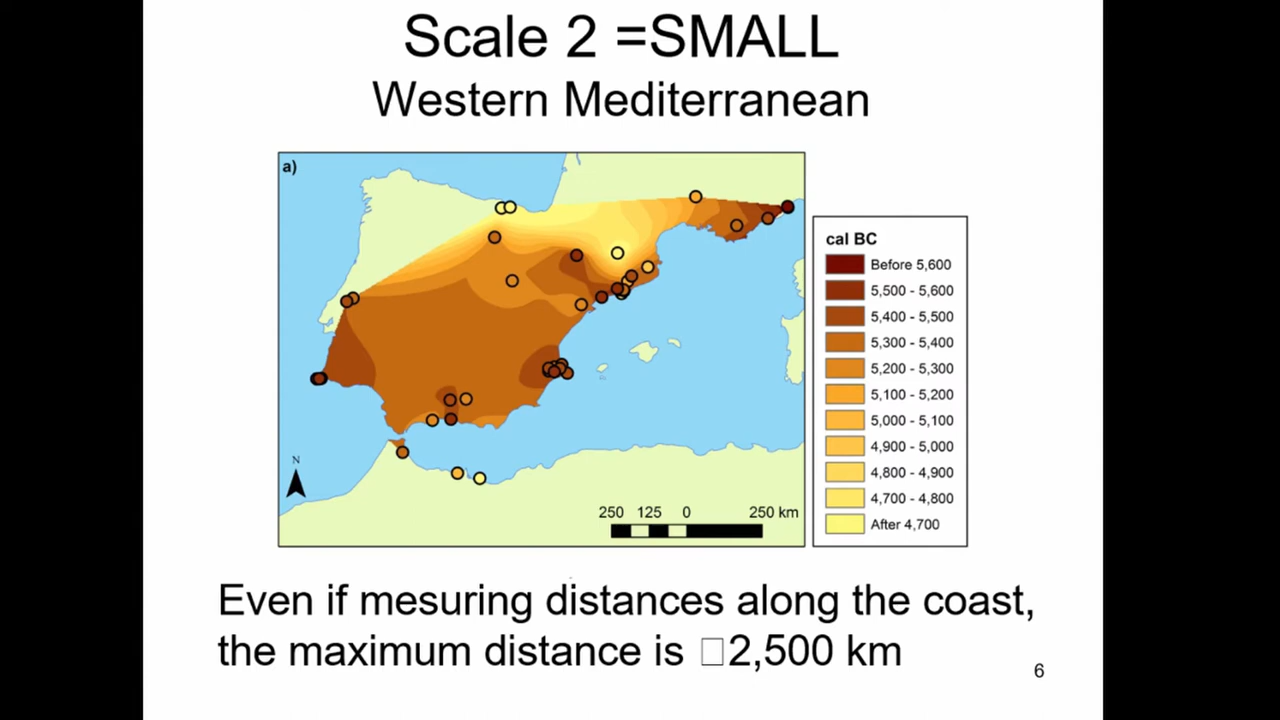 Scale 2 =SMALL
Western Mediterranean
a)
cal BC
Before 5,600
5,500 - 5,600
5,400 - 5,500
5,300 - 5,400
5,200 - 5,300
5,100 - 5,200
5,000 - 5,100
4,900 - 5,000
4,800 - 4,900
4,700 - 4,800
After 4,700
N
250 125 0 250 km
Even if mesuring distances along the coast,
the maximum distance is □2,500 km
6